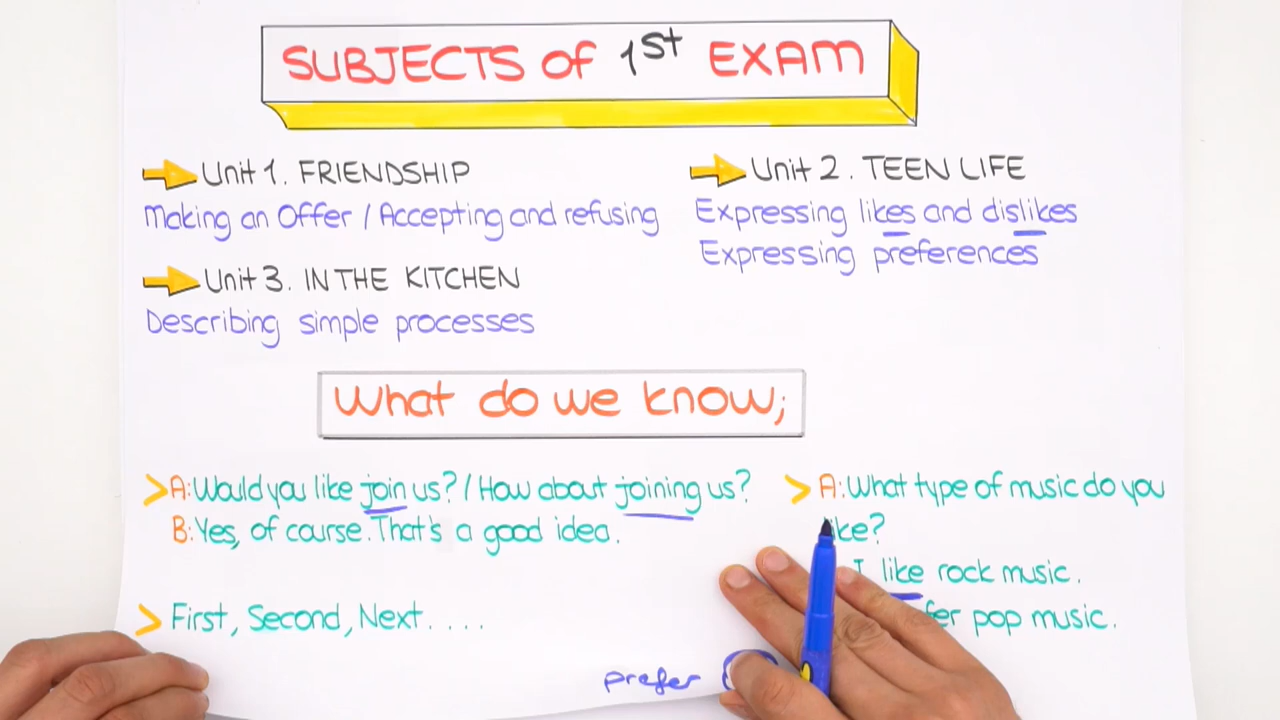 SUBJECTS of 1st EXAM
Unit 1. FRIENDSHIP
Making an Offer / Accepting and refusing
Unit 2. TEEN LIFE
Expressing likes and dislikes
Expressing preferences
Unit 3. IN THE KITCHEN
Describing simple processes
What do we know;
> A: Would you like join us? / How about joining us?
B: Yes, of course. That's a good idea.
> First, Second, Next....
> A: What type of music do you
ike?
I like rock music.
fer pop music.
prefer